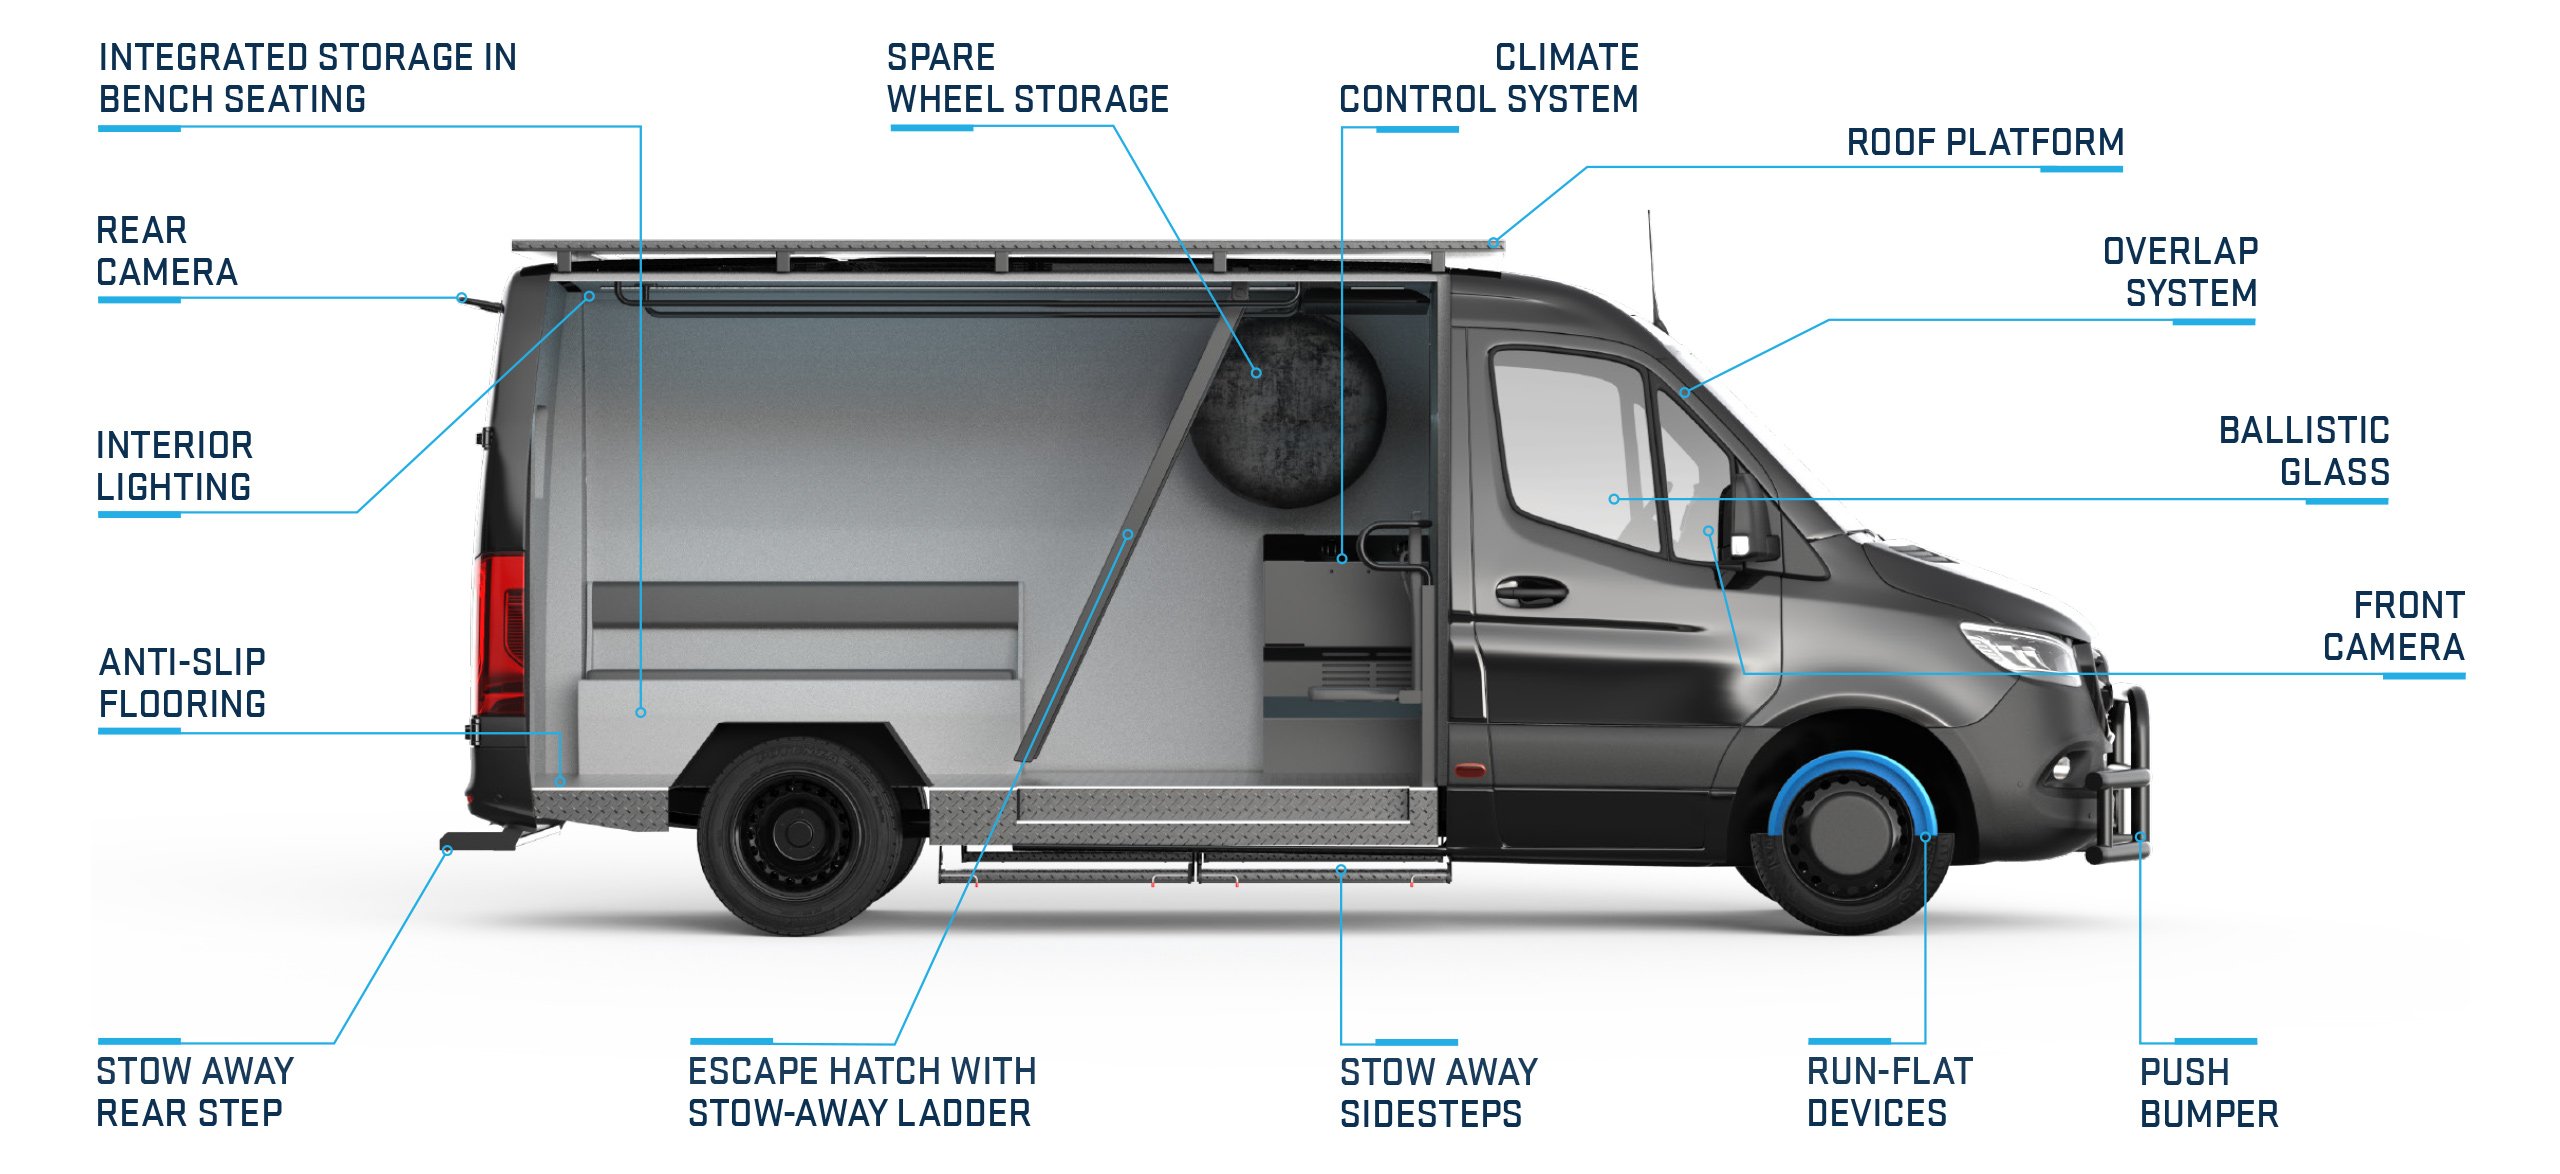 INTEGRATED STORAGE IN
BENCH SEATING
SPARE
WHEEL STORAGE
CLIMATE
CONTROL SYSTEM
ROOF PLATFORM
REAR
CAMERA
OVERLAP
SYSTEM
INTERIOR
LIGHTING
BALLISTIC
GLASS
ANTI-SLIP
FLOORING
FRONT
CAMERA
STOW AWAY
REAR STEP
ESCAPE HATCH WITH
STOW-AWAY LADDER
STOW AWAY
SIDESTEPS
RUN-FLAT
DEVICES
PUSH
BUMPER